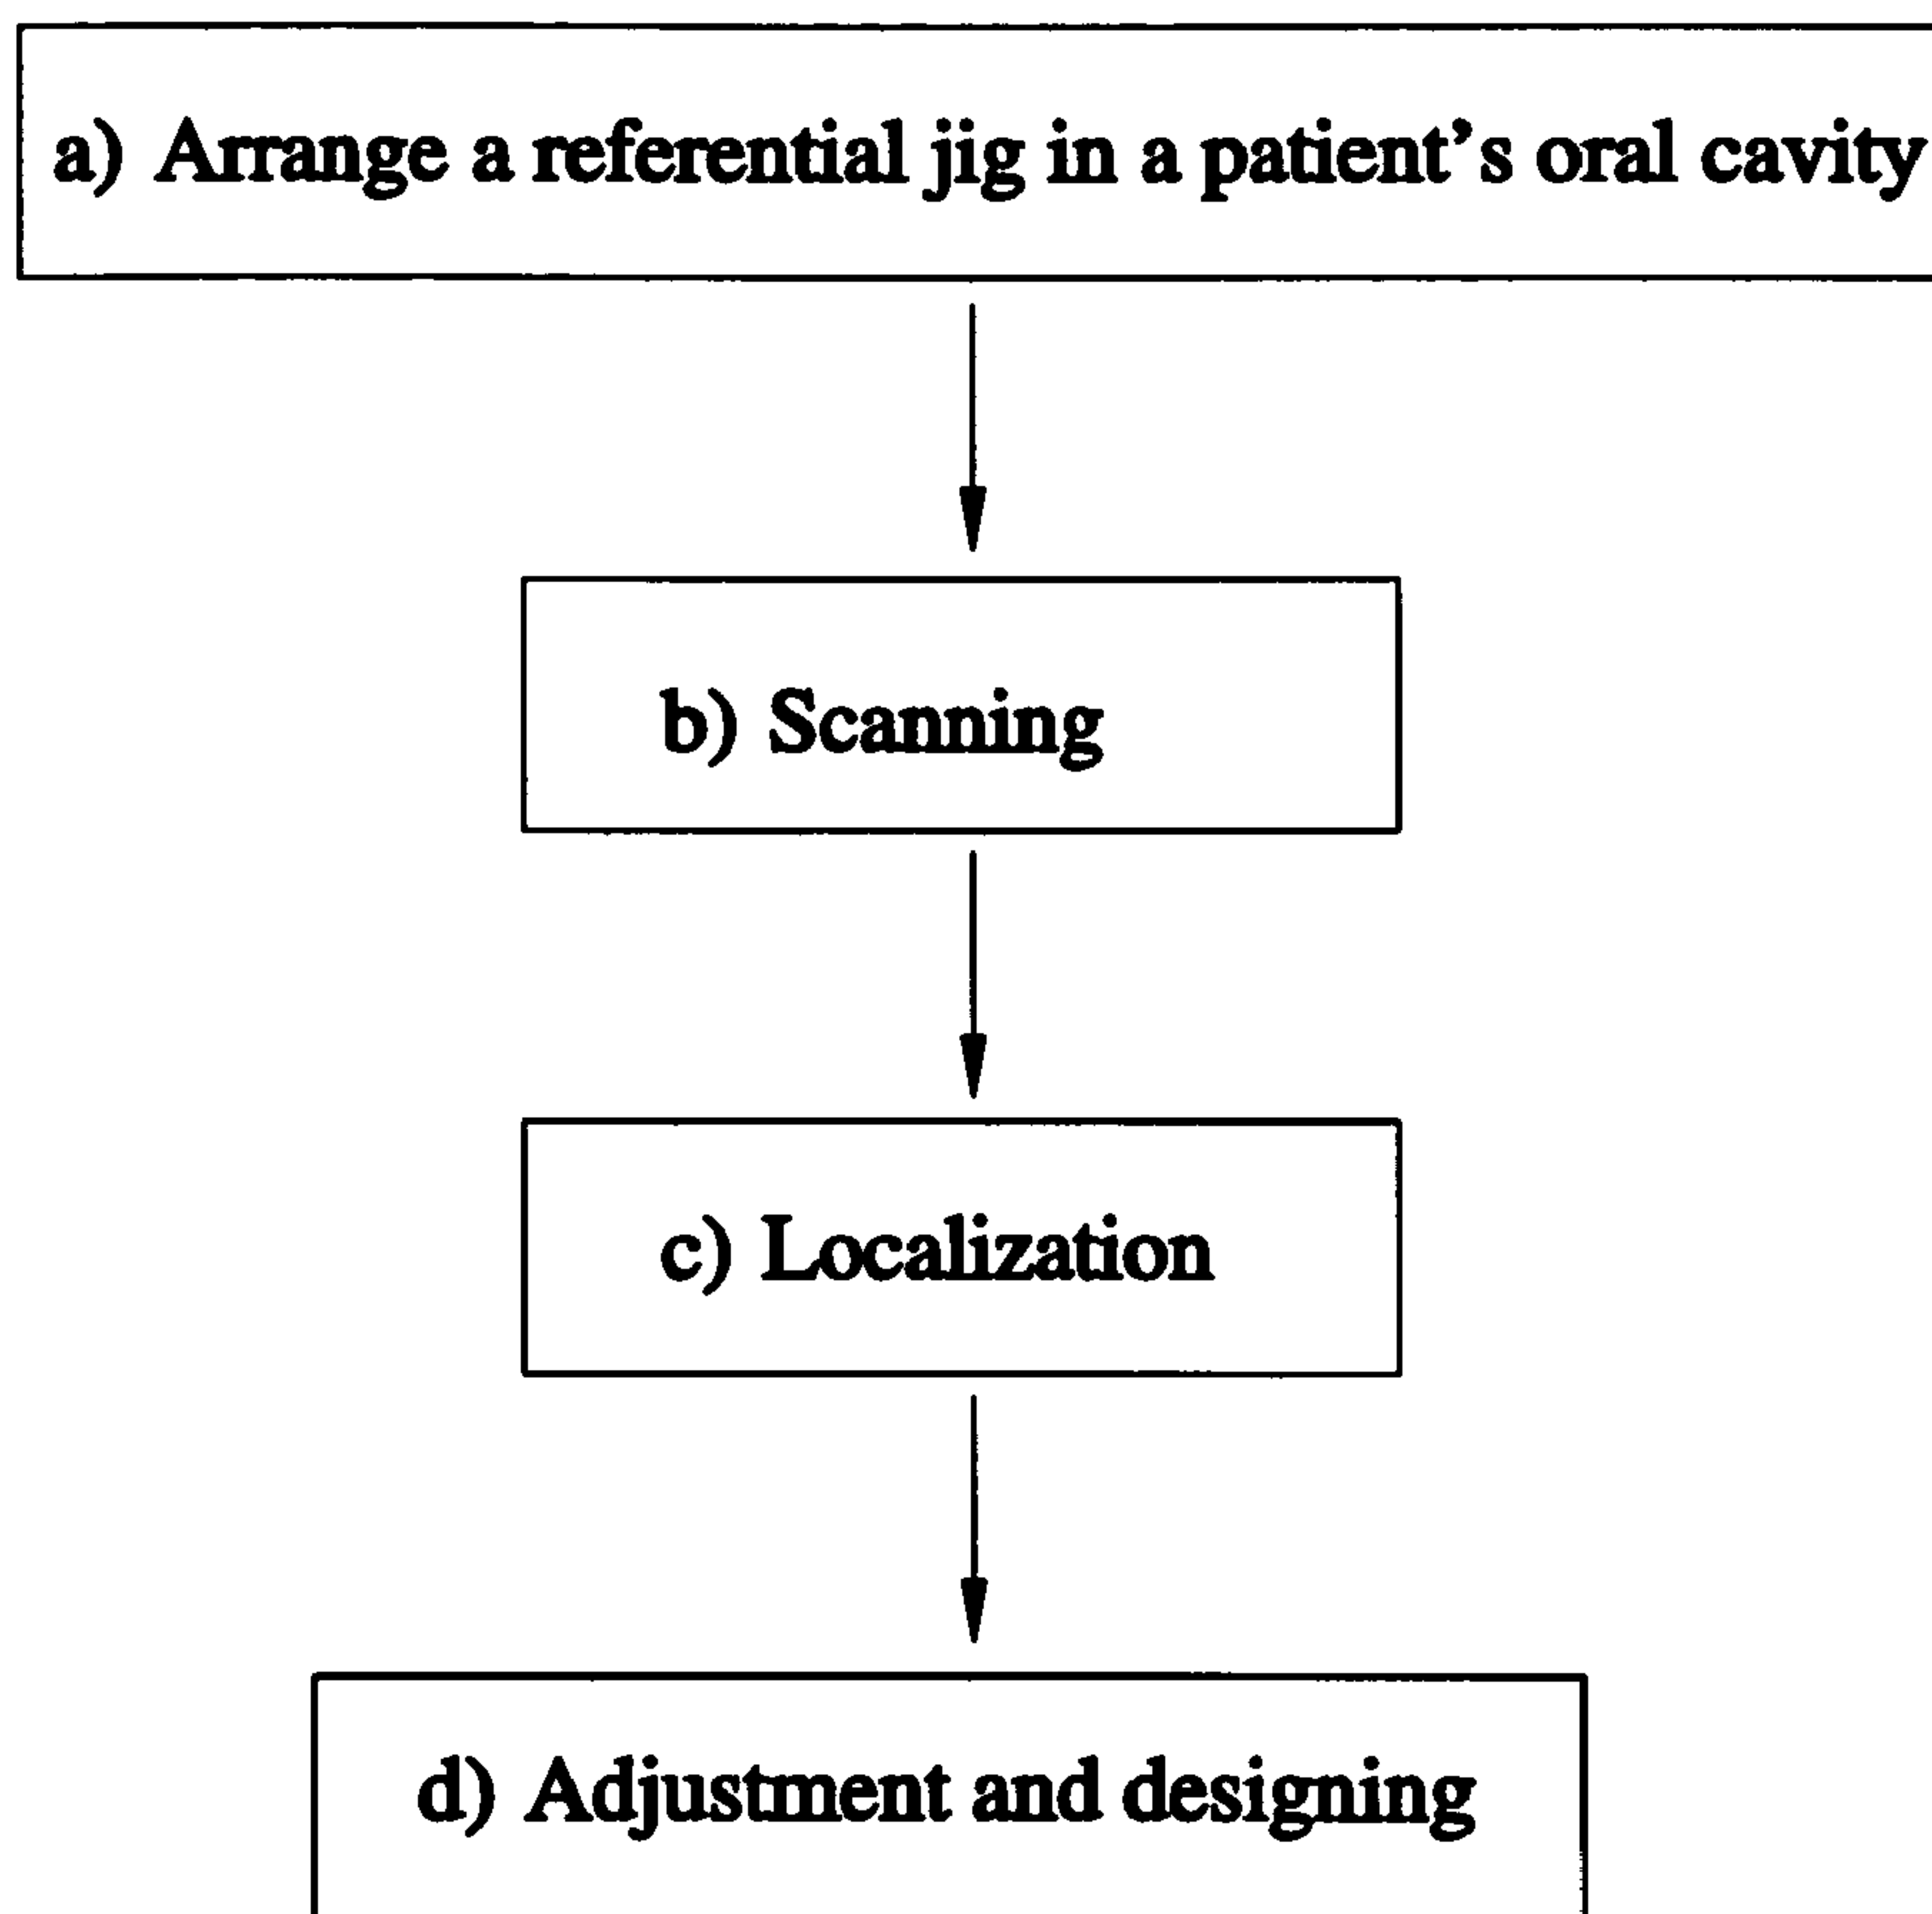 a) Arrange a referential jig in a patient’s oral cavity
b) Scanning
c) Localization
d) Adjustment and designing